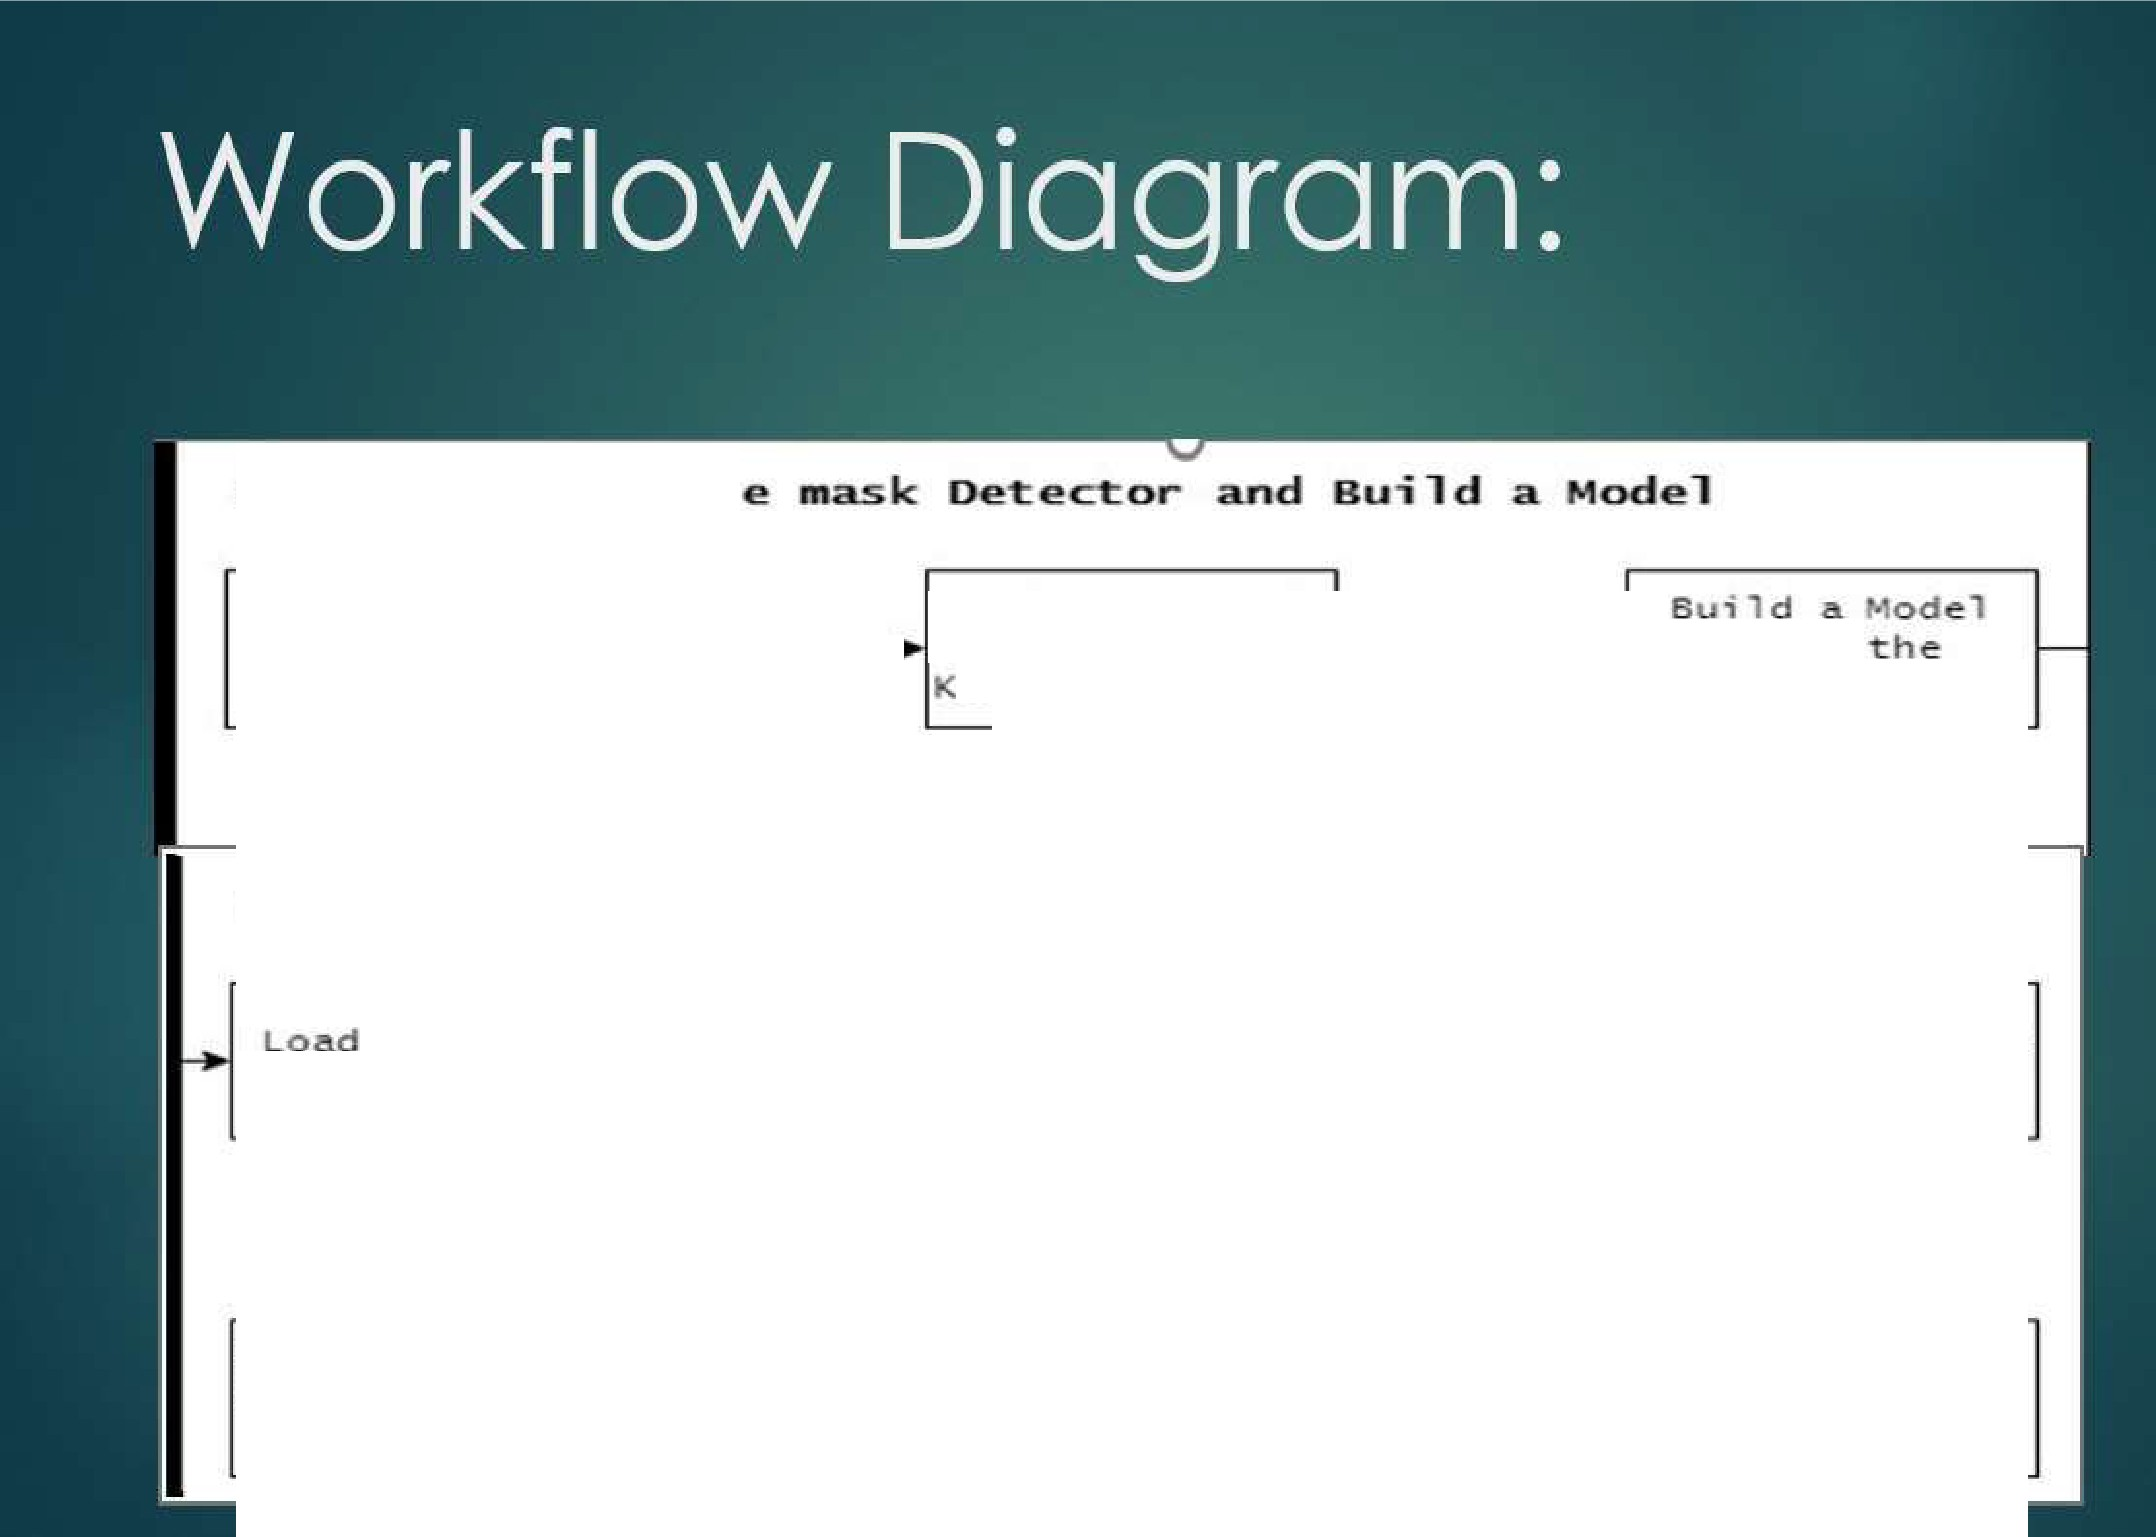 Workflow Diagram:
e mask Detector and Build a Model
Build a Model
the
K
Load